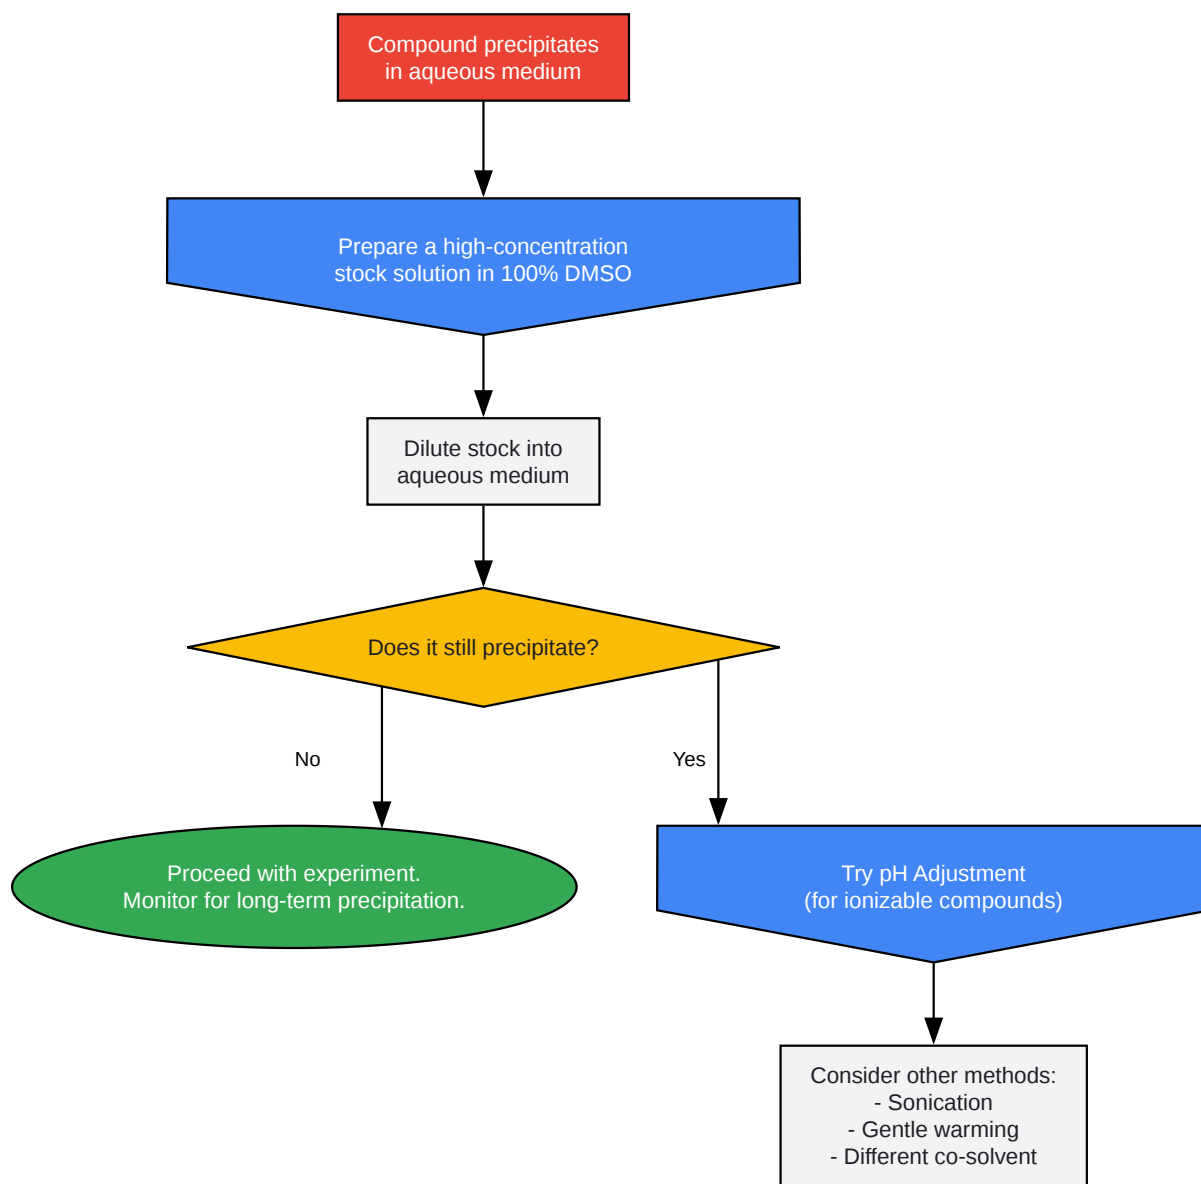 Compound precipitates
in aqueous medium
Prepare a high-concentration
stock solution in 100% DMSO
Dilute stock into
aqueous medium
Does it still precipitate?
No
Yes
Proceed with experiment.
Monitor for long-term precipitation.
Try pH Adjustment
(for ionizable compounds)
Consider other methods:
- Sonication
- Gentle warming
- Different co-solvent